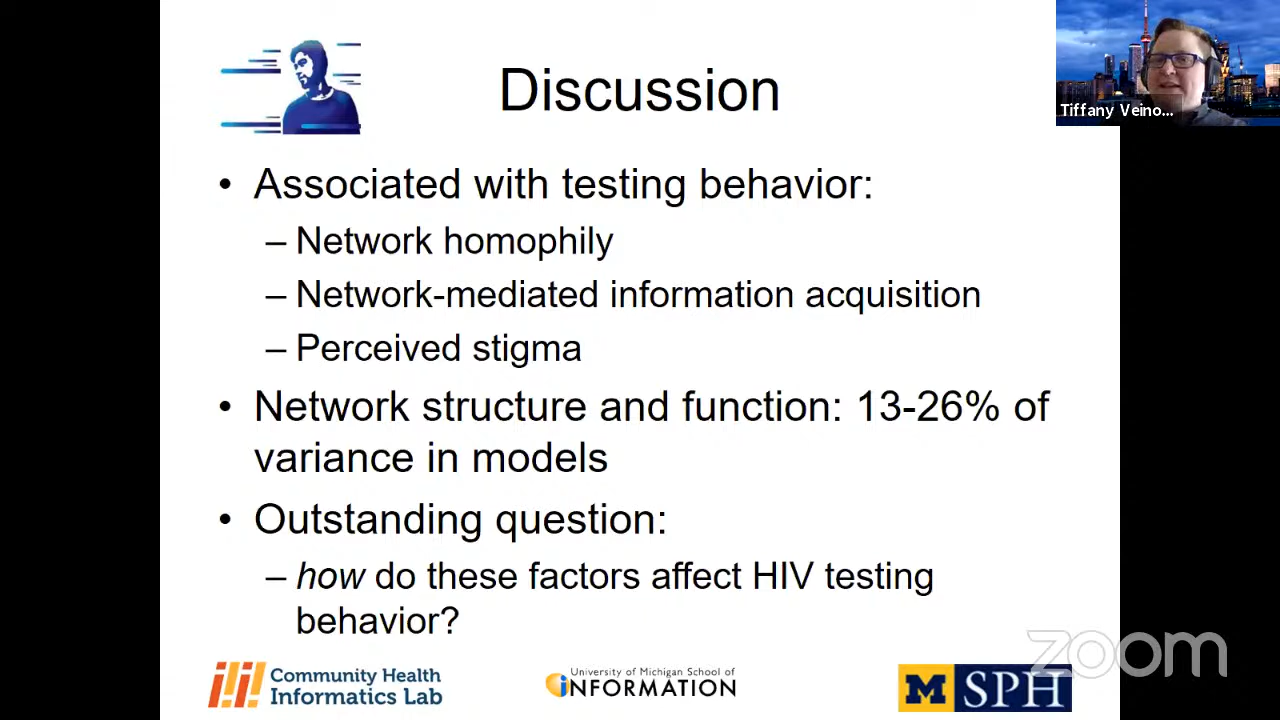 Discussion
Tiffany Veino...
• Associated with testing behavior:
– Network homophily
– Network-mediated information acquisition
– Perceived stigma
• Network structure and function: 13-26% of
variance in models
• Outstanding question:
– how do these factors affect HIV testing
behavior?
zoom
Community Health
Informatics Lab
University of Michigan School of
iNFORMATION
M SPH